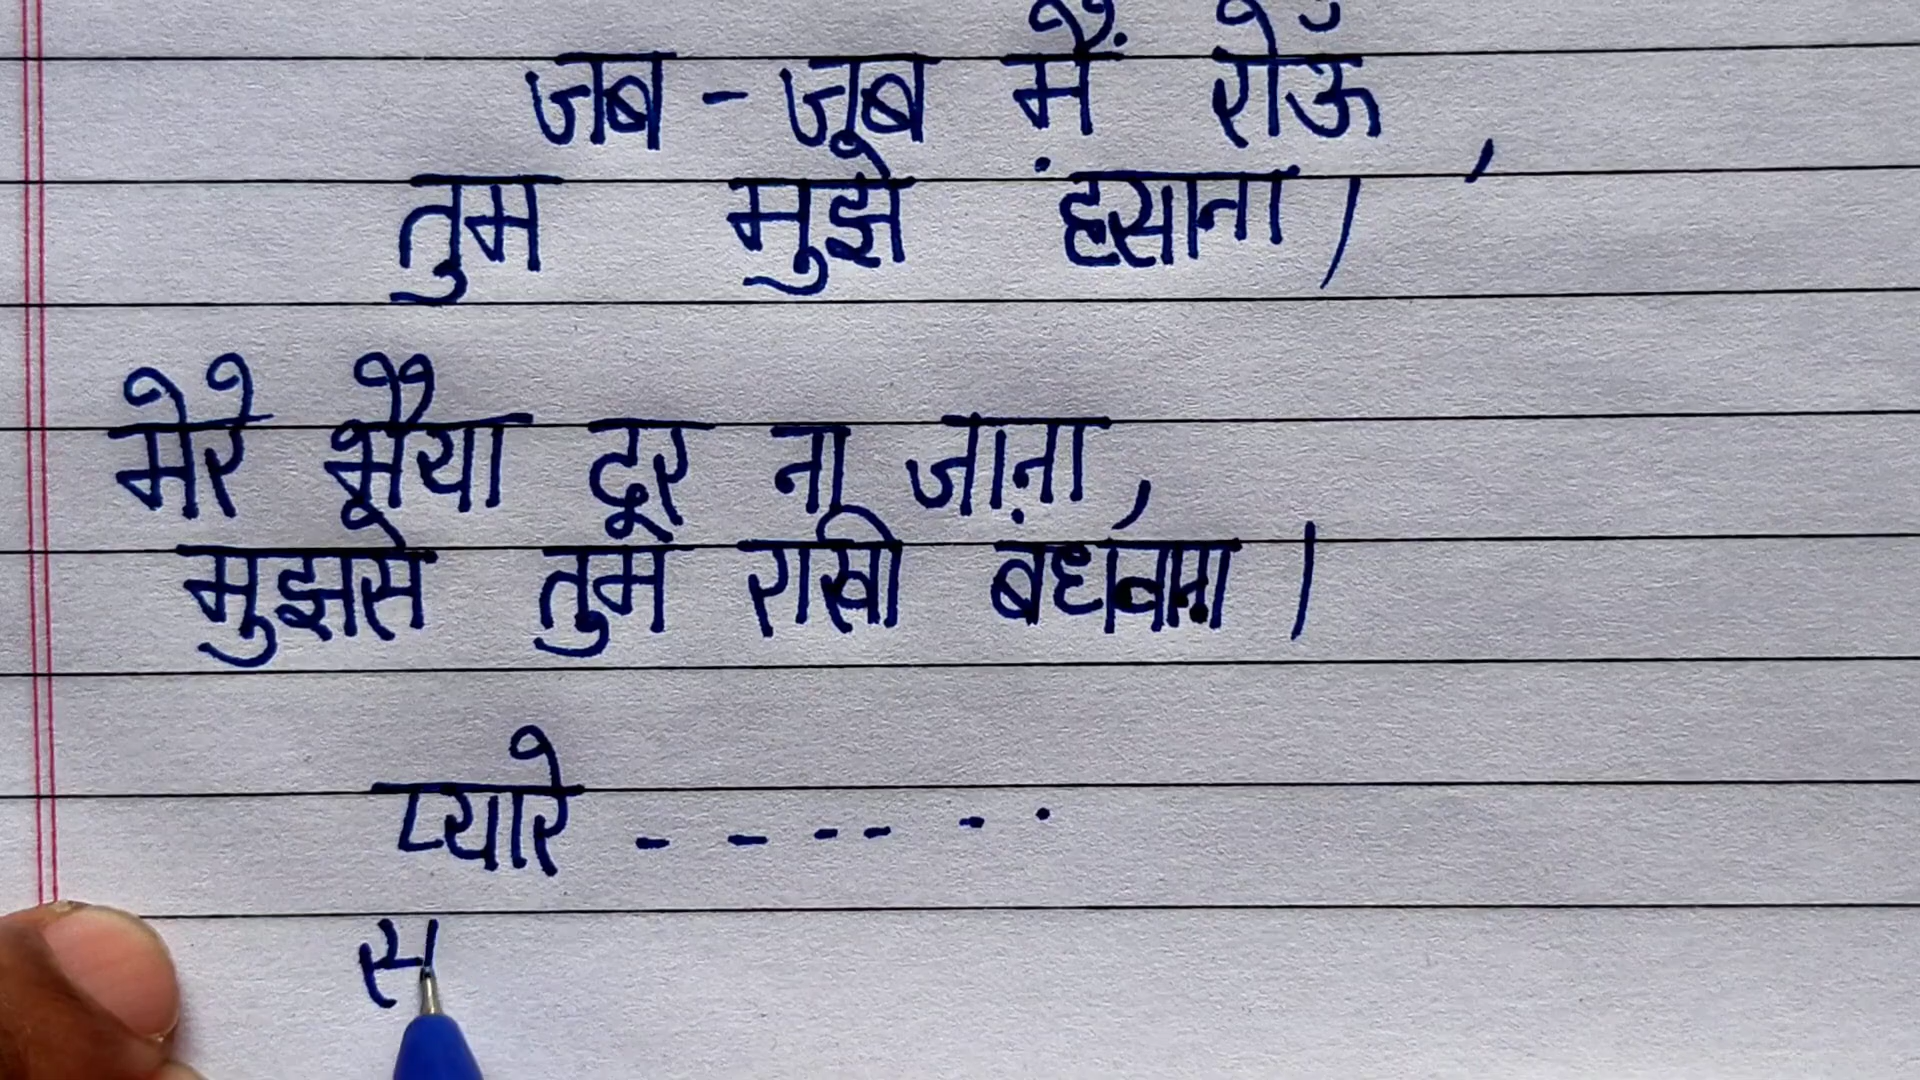 जब - जब मैं रोऊँ ,
तुम मुझे हंसाना ।
मेरे भैया दूर ना जाना ,
मुझसे तुम राखी बंधवाना ।
प्यारे - - - - - .
स